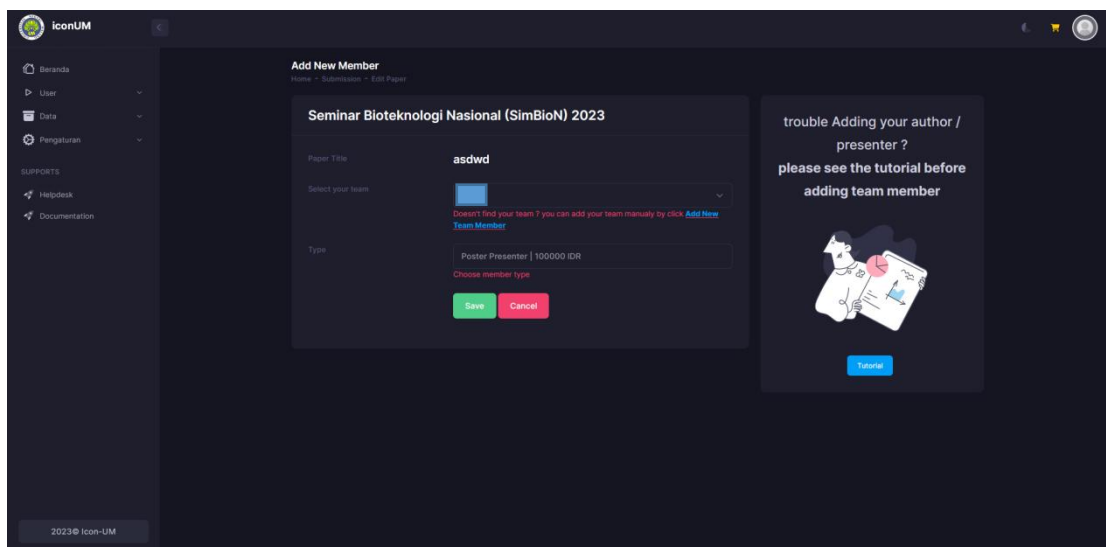 iconUM
Beranda
User
Data
Pengaturan
SUPPORTS
Helpdesk
Documentation
2023© Icon-UM
Add New Member
Home - Submission - Edit Paper
Seminar Bioteknologi Nasional (SimBioN) 2023
Paper Title
asdwd
Select your team
Doesn't find your team ? you can add your team manualy by click Add New
Team Member
Type
Poster Presenter | 100000 IDR
Choose member type
Save
Cancel
trouble Adding your author /
presenter ?
please see the tutorial before
adding team member
Tutorial